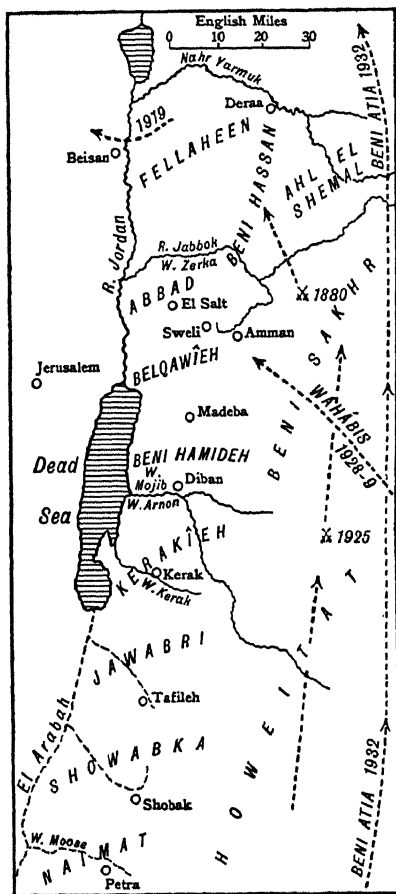 English Miles
0 10 20 30
Nahr Yarmuk
Deraa
BENI ATIA 1932
1919
Beisan
FELLAHEEN
BENI HASSAN
AHL EL
SHEMAL
R. Jordan
R. Jabbok
W. Zerka
ABBAD
El Salt
1880
Sweli
Amman
BENI SAKHR
Jerusalem
BELQAWÎEH
WAHÁBIS
1928-9
Madeba
Dead
Sea
BENI HAMIDEH
W.
Mojib
Diban
W. Arnon
1925
KERAKÎEH
Kerak
W. Kerak
JAWABRI
Tafileh
HOWEITAT
El Arabah
SHOWABKA
Shobak
BENI ATIA 1932
W. Moose
NAIMAT
Petra